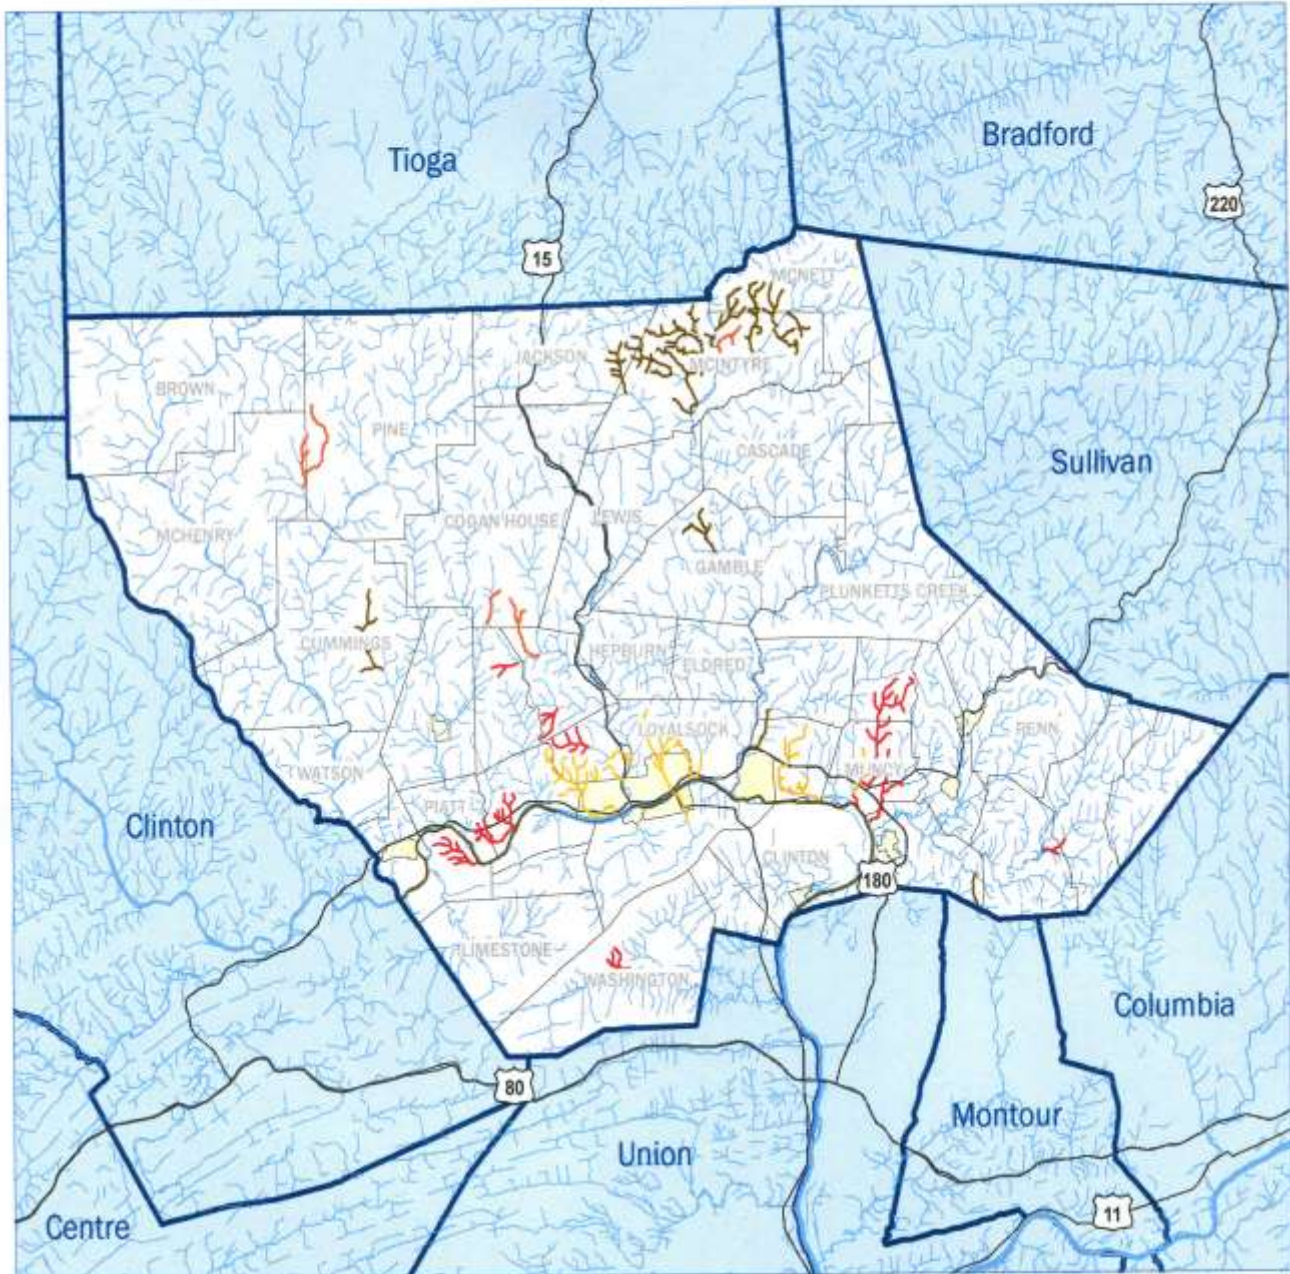 Tioga
Bradford
220
15
MCNETT
JACKSON
MCINTYRE
BROWN
PINE
CASCADE
Sullivan
COGAN HOUSE
LEWIS
MCHENRY
GAMBLE
PLUNKETTS CREEK
CUMMINGS
HEPBURN
ELDRED
LOYALSOCK
PENN
WATSON
MUNCY
PIATT
Clinton
CLINTON
180
LIMESTONE
WASHINGTON
Columbia
80
Montour
Union
11
Centre